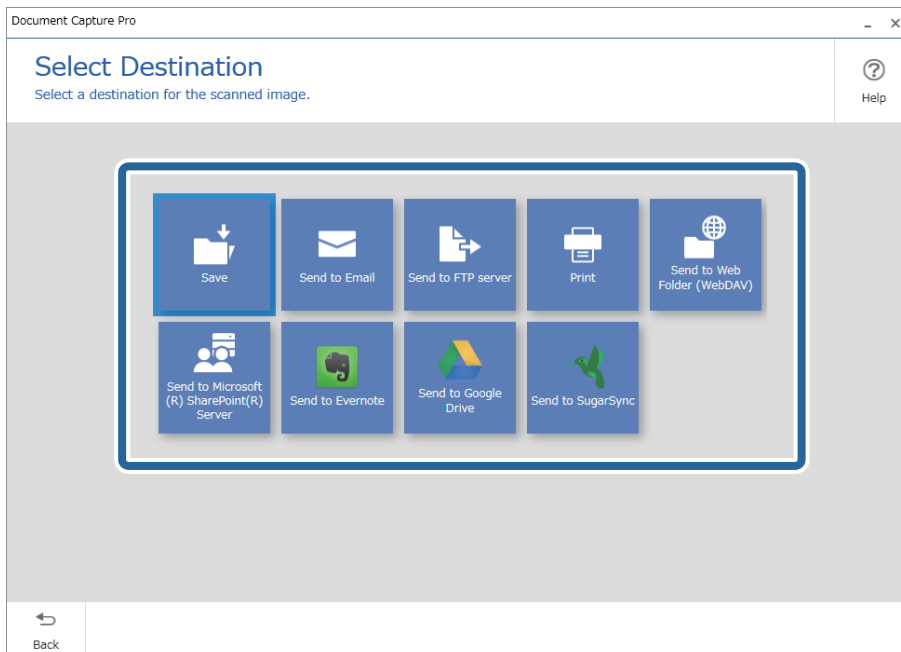 Document Capture Pro
Select Destination
Select a destination for the scanned image.
Help
Save
Send to Email
Send to FTP server
Print
Send to Web
Folder (WebDAV)
Send to Microsoft
(R) SharePoint(R)
Server
Send to Evernote
Send to Google
Drive
Send to SugarSync
Back